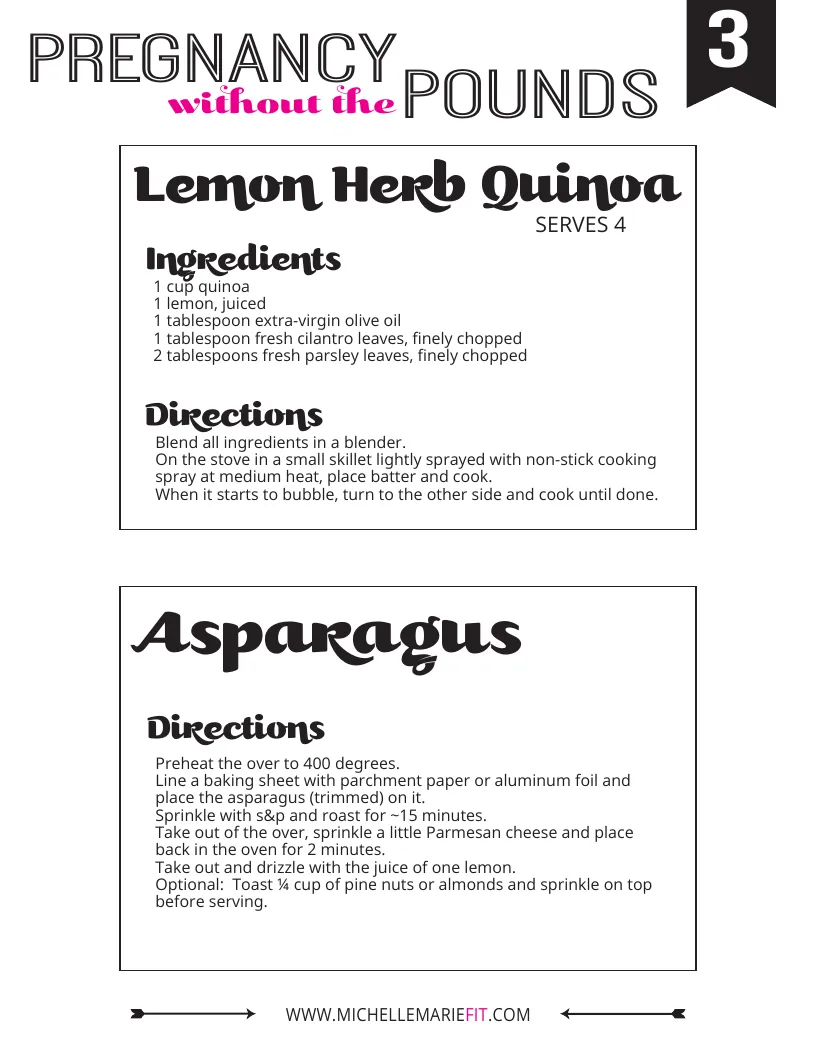 PREGNANCY
without the POUNDS
3
Lemon Herb Quinoa
SERVES 4
Ingredients
1 cup quinoa
1 lemon, juiced
1 tablespoon extra-virgin olive oil
1 tablespoon fresh cilantro leaves, finely chopped
2 tablespoons fresh parsley leaves, finely chopped
Directions
Blend all ingredients in a blender.
On the stove in a small skillet lightly sprayed with non-stick cooking
spray at medium heat, place batter and cook.
When it starts to bubble, turn to the other side and cook until done.
Asparagus
Directions
Preheat the over to 400 degrees.
Line a baking sheet with parchment paper or aluminum foil and
place the asparagus (trimmed) on it.
Sprinkle with s&p and roast for ~15 minutes.
Take out of the over, sprinkle a little Parmesan cheese and place
back in the oven for 2 minutes.
Take out and drizzle with the juice of one lemon.
Optional:  Toast ¼ cup of pine nuts or almonds and sprinkle on top
before serving.
WWW.MICHELLEMARIEFIT.COM